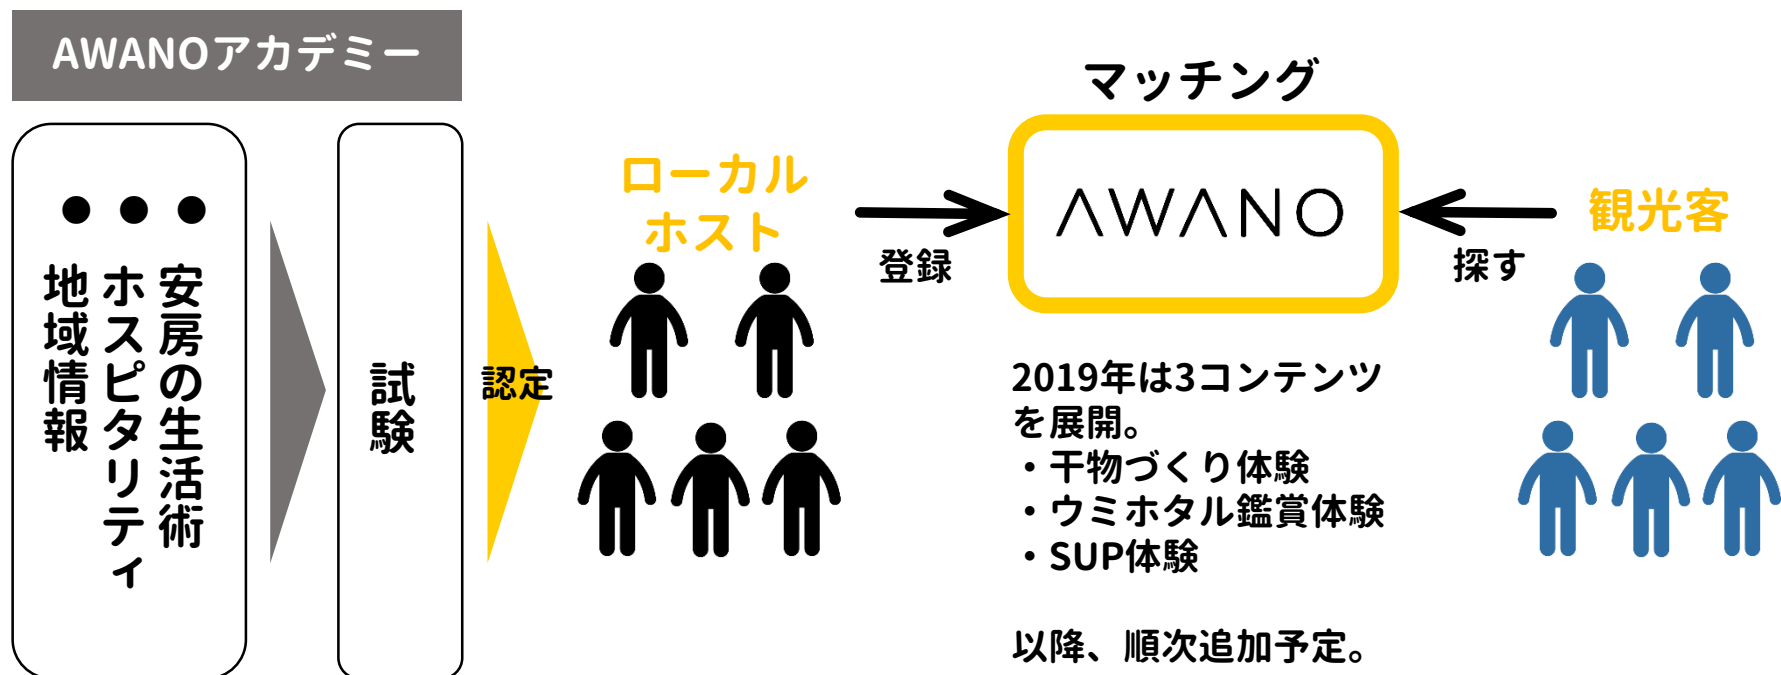 AWANOアカデミー
● 安房の生活術
● ホスピタリティ
● 地域情報
試験
認定
ローカル
ホスト
登録
マッチング
AWANO
探す
観光客
2019年は3コンテンツ
を展開。
・干物づくり体験
・ウミホタル鑑賞体験
・SUP体験
以降、順次追加予定。